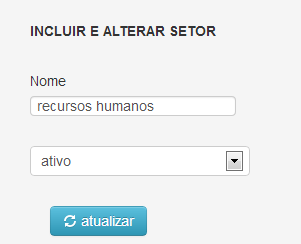 INCLUIR E ALTERAR SETOR
Nome
recursos humanos
ativo
atualizar